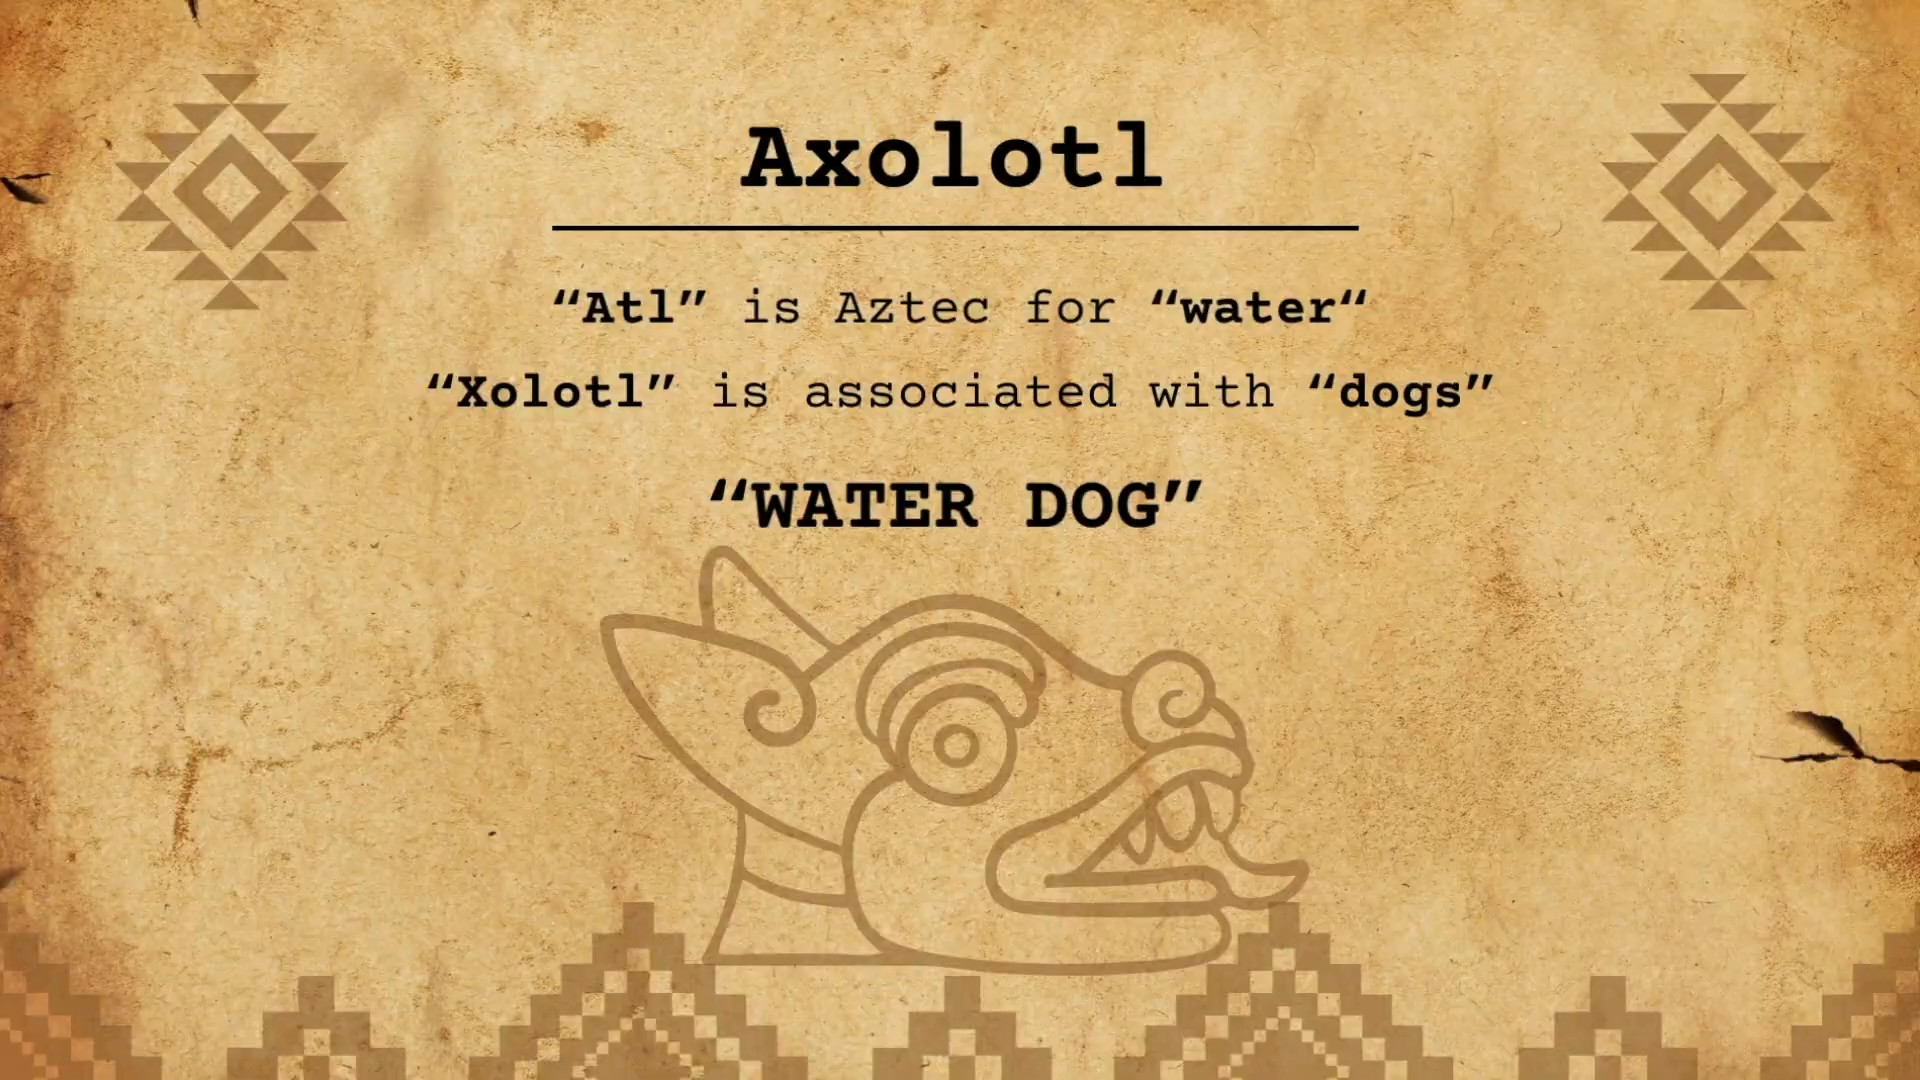 Axolotl
“Atl” is Aztec for “water“
“Xolotl” is associated with “dogs”
“WATER DOG”